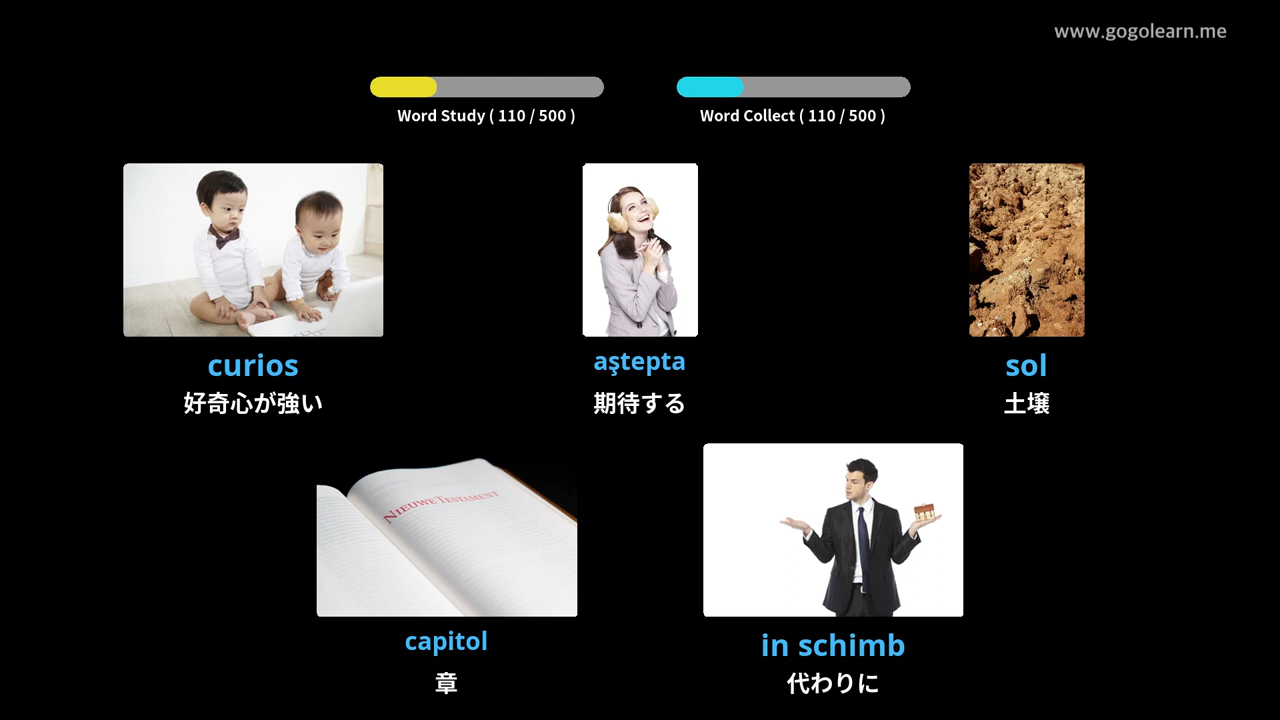 www.gogolearn.me
Word Study ( 110 / 500 )
Word Collect ( 110 / 500 )
curios
好奇心が強い
aştepta
期待する
sol
土壌
NIEUWE TESTAMENT
capitol
章
in schimb
代わりに